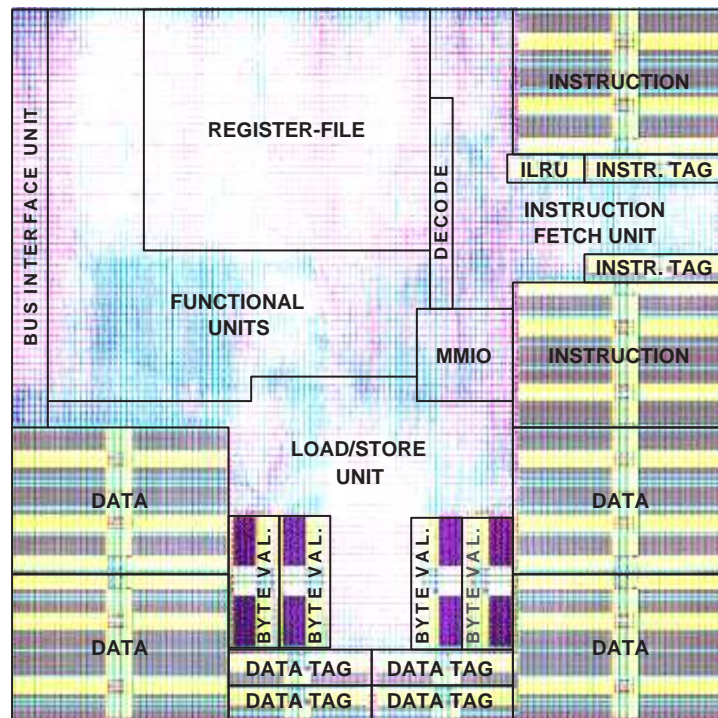 INSTRUCTION
REGISTER-FILE
BUS INTERFACE UNIT
DECODE
ILRU
INSTR. TAG
INSTRUCTION
FETCH UNIT
INSTR. TAG
FUNCTIONAL
UNITS
MMIO
INSTRUCTION
LOAD/STORE
UNIT
DATA
DATA
BYTE VAL.
BYTE VAL.
BYTE VAL.
BYTE VAL.
DATA
DATA
DATA TAG
DATA TAG
DATA TAG
DATA TAG